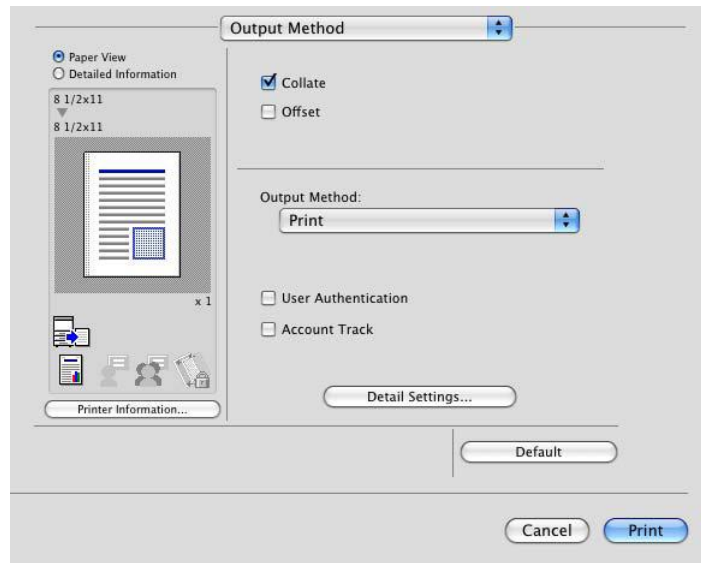 Output Method
Paper View
Detailed Information
8 1/2x11
8 1/2x11
x 1
Printer Information...
Collate
Offset
Output Method:
Print
User Authentication
Account Track
Detail Settings...
Default
Cancel
Print